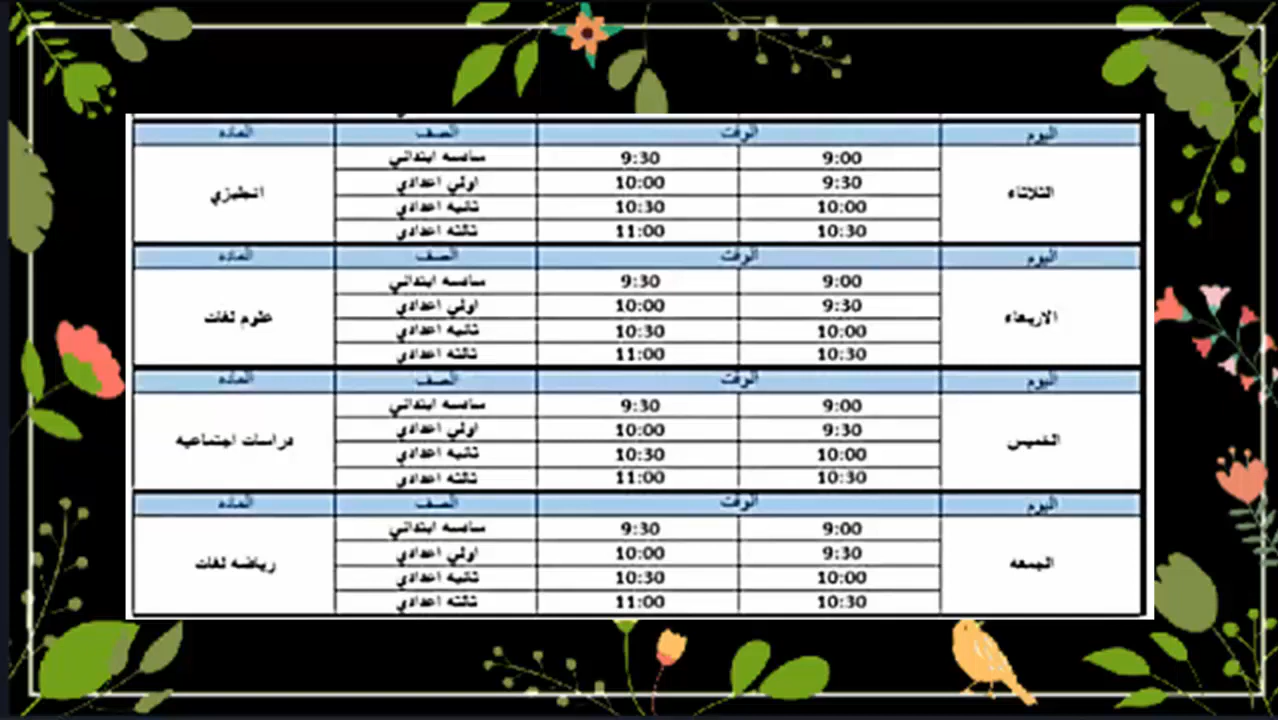 اليوم الوقت الصف الماده
الثلاثاء 9:00 9:30 سادسه ابتدائي انجليزي
9:30 10:00 اولي اعدادي
10:00 10:30 ثانيه اعدادي
10:30 11:00 ثالثه اعدادي
اليوم الوقت الصف الماده
الاربعاء 9:00 9:30 سادسه ابتدائي علوم لغات
9:30 10:00 اولي اعدادي
10:00 10:30 ثانيه اعدادي
10:30 11:00 ثالثه اعدادي
اليوم الوقت الصف الماده
الخميس 9:00 9:30 سادسه ابتدائي دراسات اجتماعيه
9:30 10:00 اولي اعدادي
10:00 10:30 ثانيه اعدادي
10:30 11:00 ثالثه اعدادي
اليوم الوقت الصف الماده
الجمعه 9:00 9:30 سادسه ابتدائي رياضه لغات
9:30 10:00 اولي اعدادي
10:00 10:30 ثانيه اعدادي
10:30 11:00 ثالثه اعدادي